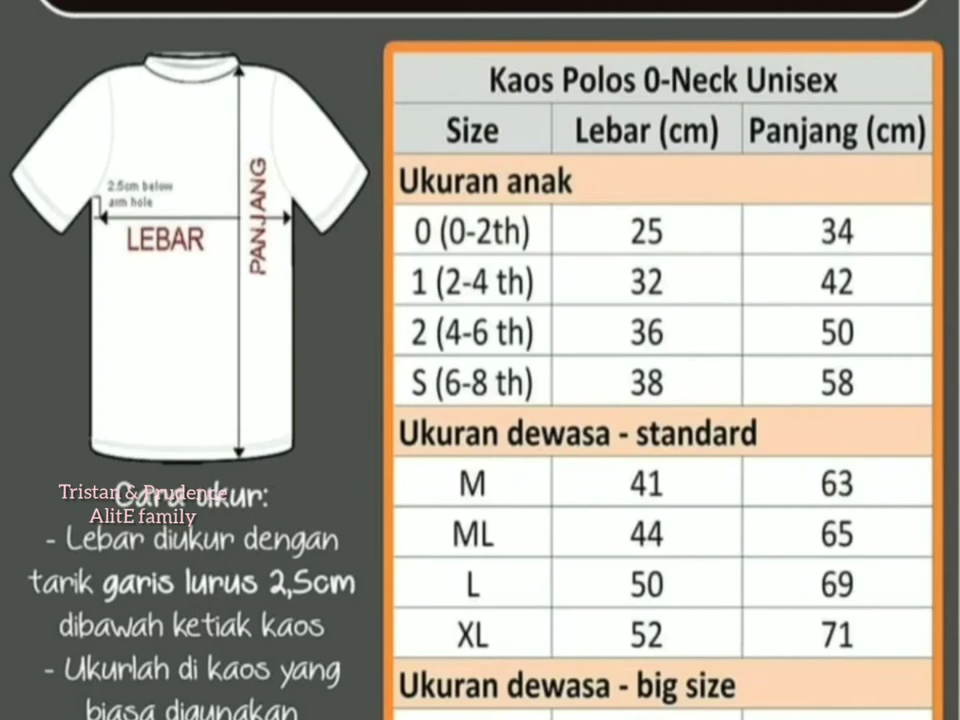 2.5cm below
arm hole
LEBAR
PANJANG
Tristan & Prudence
AlitE family
Cara ukur:
- Lebar diukur dengan
tarik garis lurus 2,5cm
dibawah ketiak kaos
- Ukurlah di kaos yang
biasa digunakan
Kaos Polos 0-Neck Unisex
Size Lebar (cm) Panjang (cm)
Ukuran anak
0 (0-2th) 25 34
1 (2-4 th) 32 42
2 (4-6 th) 36 50
S (6-8 th) 38 58
Ukuran dewasa - standard
M 41 63
ML 44 65
L 50 69
XL 52 71
Ukuran dewasa - big size